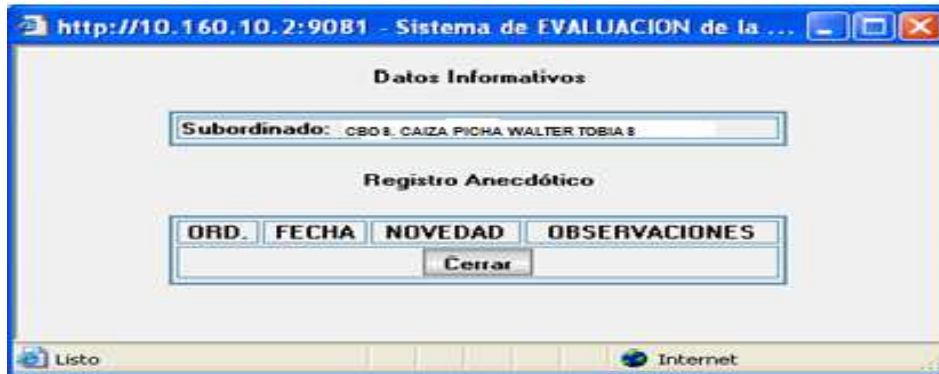 http://10.160.10.2:9081 - Sistema de EVALUACION de la ...
Datos Informativos
Subordinado: CBOS. CAIZA PICHA WALTER TOBIAS
Registro Anecdótico
ORD. FECHA NOVEDAD OBSERVACIONES
Cerrar
Listo Internet